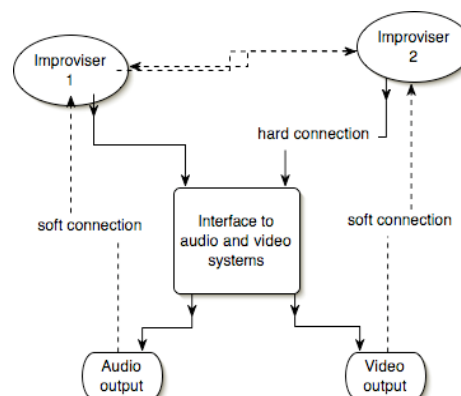 Improviser
1
Improviser
2
hard connection
soft connection
Interface to
audio and video
systems
soft connection
Audio
output
Video
output